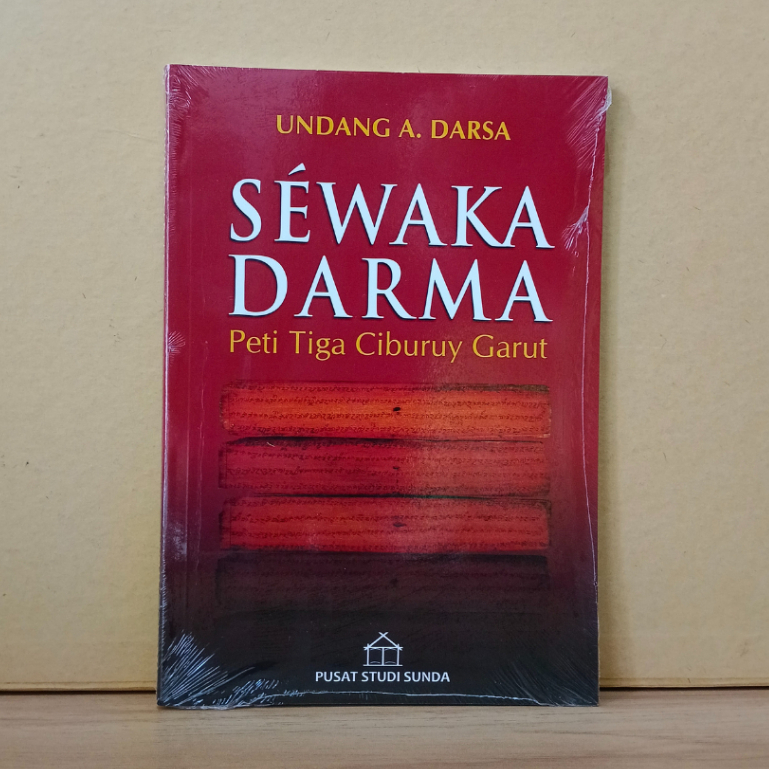 UNDANG A. DARSA
SÉWAKA
DARMA
Peti Tiga Ciburuy Garut
PUSAT STUDI SUNDA